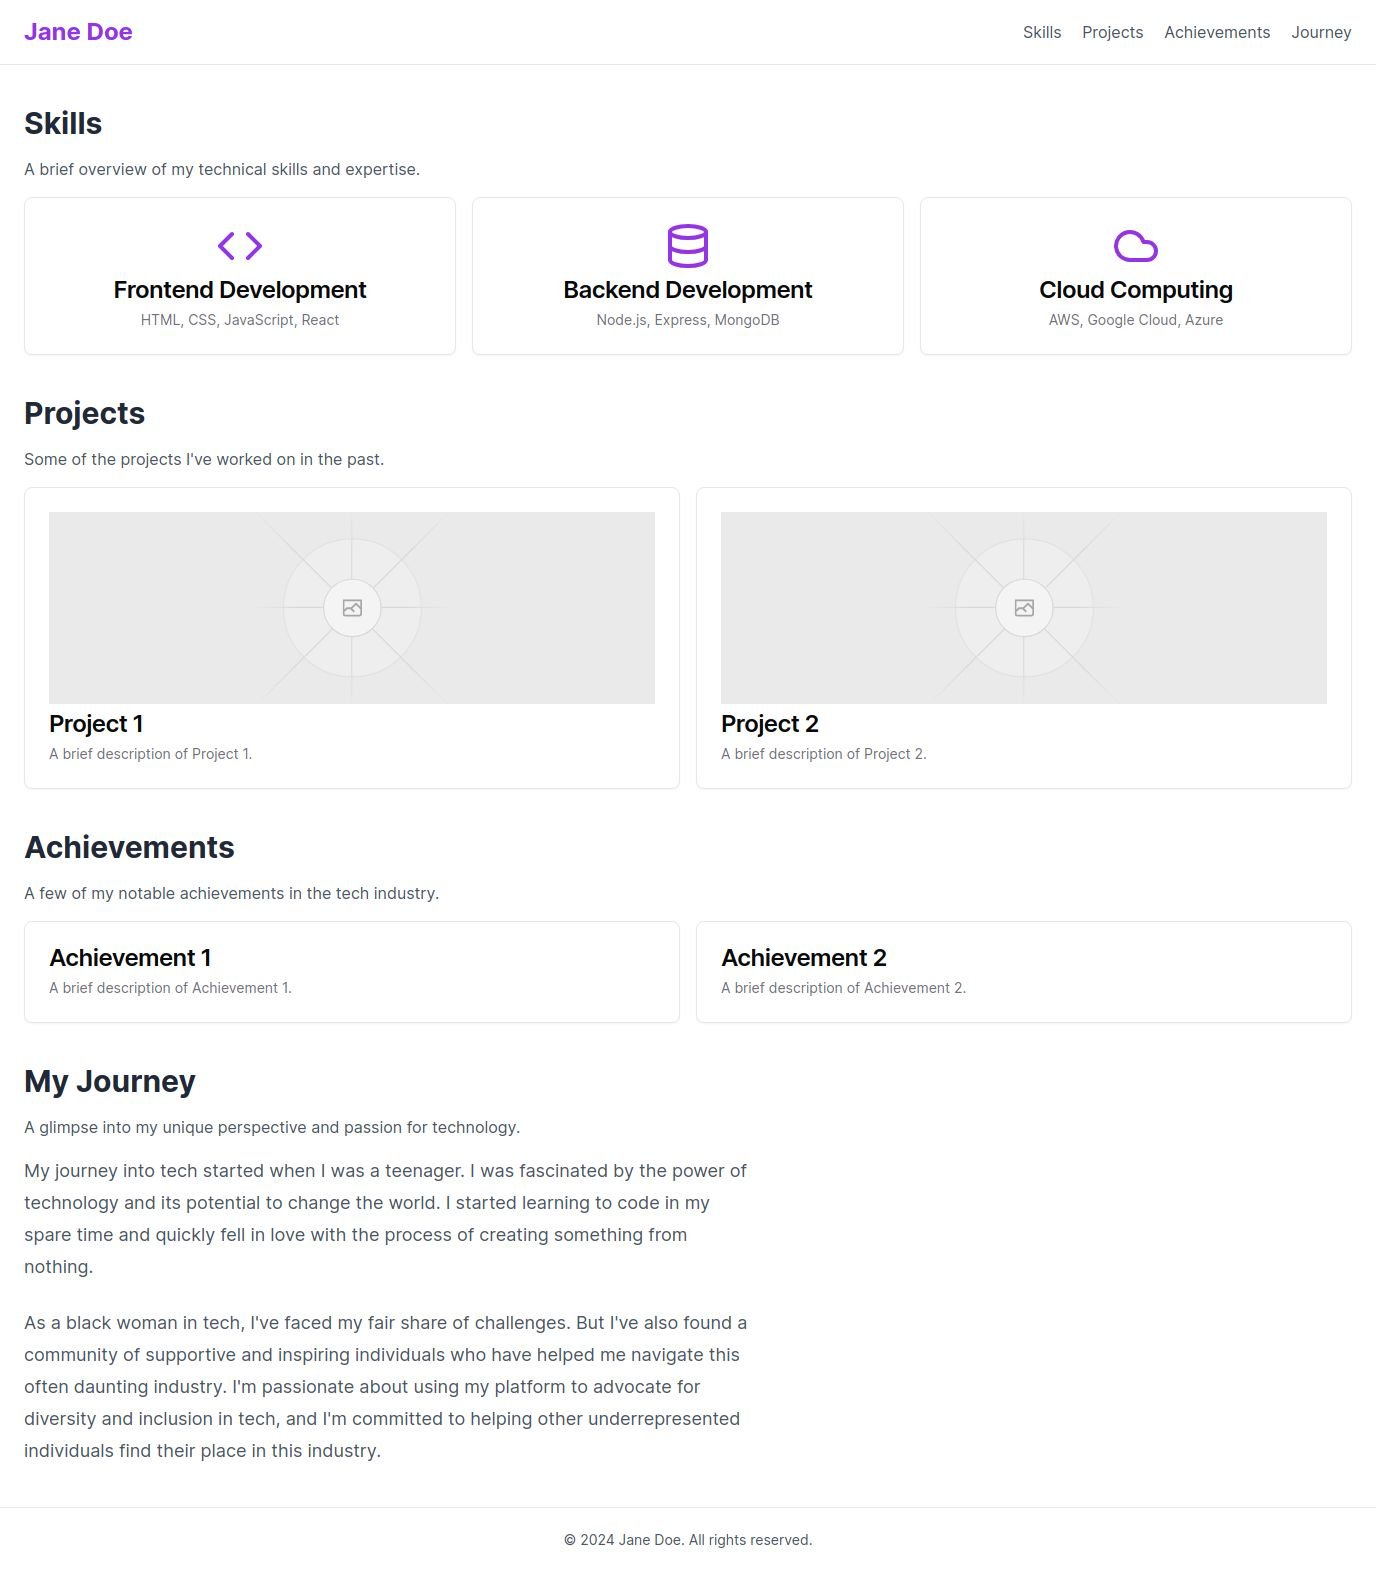 Jane Doe
Skills
Projects
Achievements
Journey
Skills
A brief overview of my technical skills and expertise.
Frontend Development
HTML, CSS, JavaScript, React
Backend Development
Node.js, Express, MongoDB
Cloud Computing
AWS, Google Cloud, Azure
Projects
Some of the projects I've worked on in the past.
Project 1
A brief description of Project 1.
Project 2
A brief description of Project 2.
Achievements
A few of my notable achievements in the tech industry.
Achievement 1
A brief description of Achievement 1.
Achievement 2
A brief description of Achievement 2.
My Journey
A glimpse into my unique perspective and passion for technology.
My journey into tech started when I was a teenager. I was fascinated by the power of
technology and its potential to change the world. I started learning to code in my
spare time and quickly fell in love with the process of creating something from
nothing.
As a black woman in tech, I've faced my fair share of challenges. But I've also found a
community of supportive and inspiring individuals who have helped me navigate this
often daunting industry. I'm passionate about using my platform to advocate for
diversity and inclusion in tech, and I'm committed to helping other underrepresented
individuals find their place in this industry.
© 2024 Jane Doe. All rights reserved.